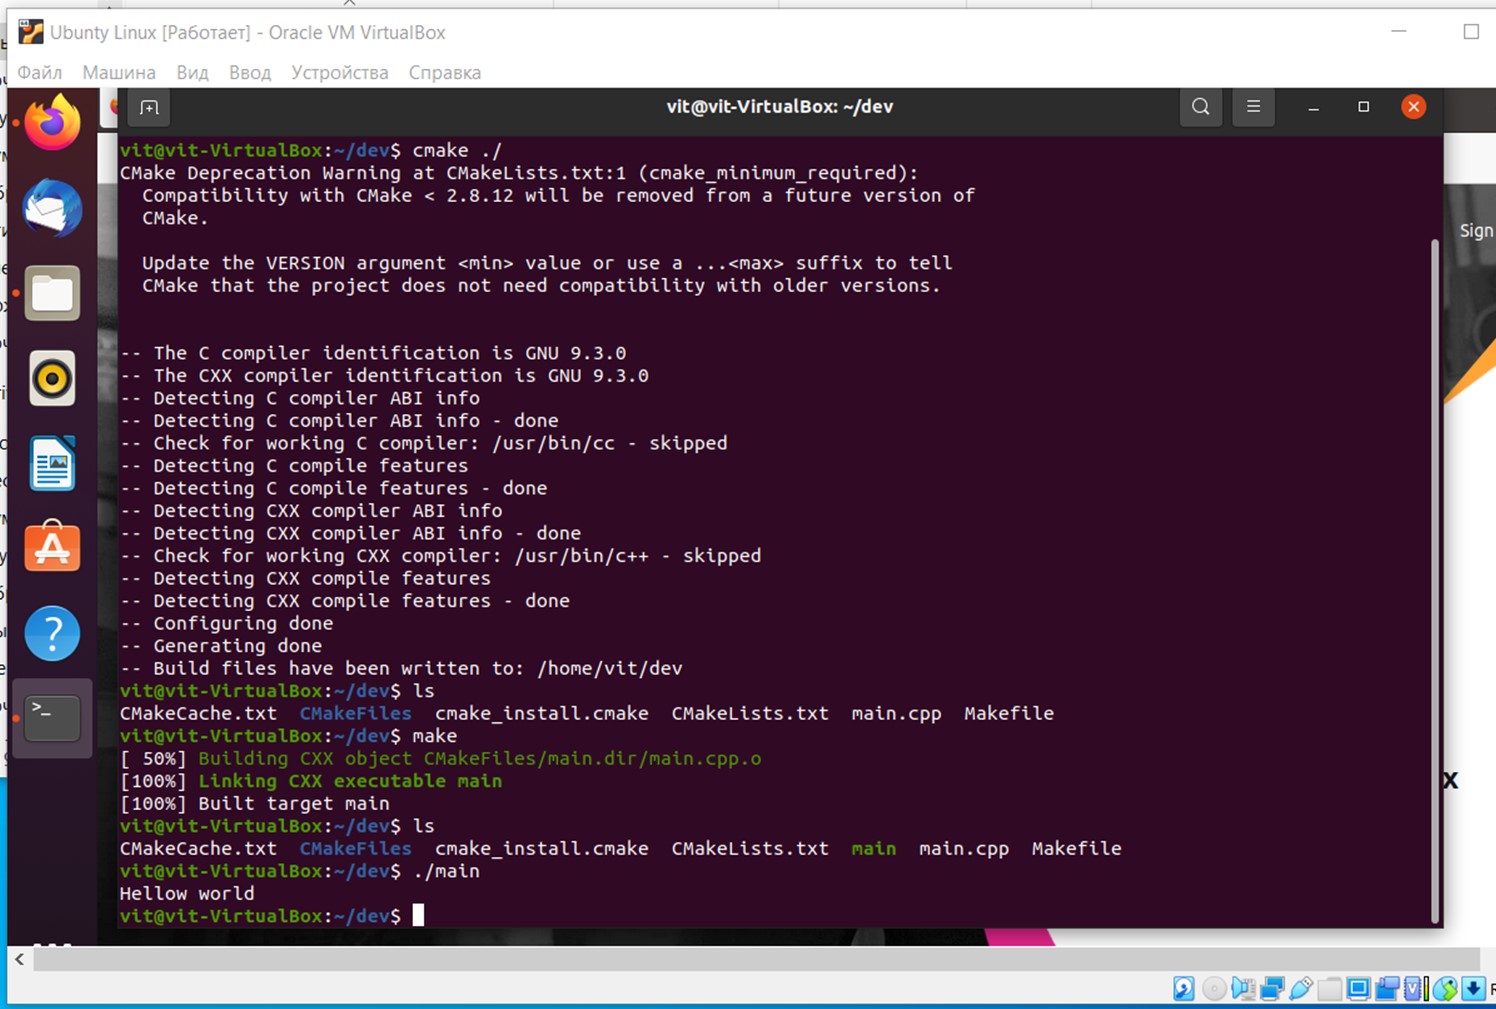 Ubunty Linux [Работает] - Oracle VM VirtualBox
Файл Машина Вид Ввод Устройства Справка
vit@vit-VirtualBox: ~/dev
vit@vit-VirtualBox:~/dev$ cmake ./
CMake Deprecation Warning at CMakeLists.txt:1 (cmake_minimum_required):
  Compatibility with CMake < 2.8.12 will be removed from a future version of
  CMake.
  Update the VERSION argument <min> value or use a ...<max> suffix to tell
  CMake that the project does not need compatibility with older versions.
Sign
-- The C compiler identification is GNU 9.3.0
-- The CXX compiler identification is GNU 9.3.0
-- Detecting C compiler ABI info
-- Detecting C compiler ABI info - done
-- Check for working C compiler: /usr/bin/cc - skipped
-- Detecting C compile features
-- Detecting C compile features - done
-- Detecting CXX compiler ABI info
-- Detecting CXX compiler ABI info - done
-- Check for working CXX compiler: /usr/bin/c++ - skipped
-- Detecting CXX compile features
-- Detecting CXX compile features - done
-- Configuring done
-- Generating done
-- Build files have been written to: /home/vit/dev
vit@vit-VirtualBox:~/dev$ ls
CMakeCache.txt  CMakeFiles  cmake_install.cmake  CMakeLists.txt  main.cpp  Makefile
vit@vit-VirtualBox:~/dev$ make
[ 50%] Building CXX object CMakeFiles/main.dir/main.cpp.o
[100%] Linking CXX executable main
[100%] Built target main
vit@vit-VirtualBox:~/dev$ ls
CMakeCache.txt  CMakeFiles  cmake_install.cmake  CMakeLists.txt  main  main.cpp  Makefile
vit@vit-VirtualBox:~/dev$ ./main
Hellow world
vit@vit-VirtualBox:~/dev$